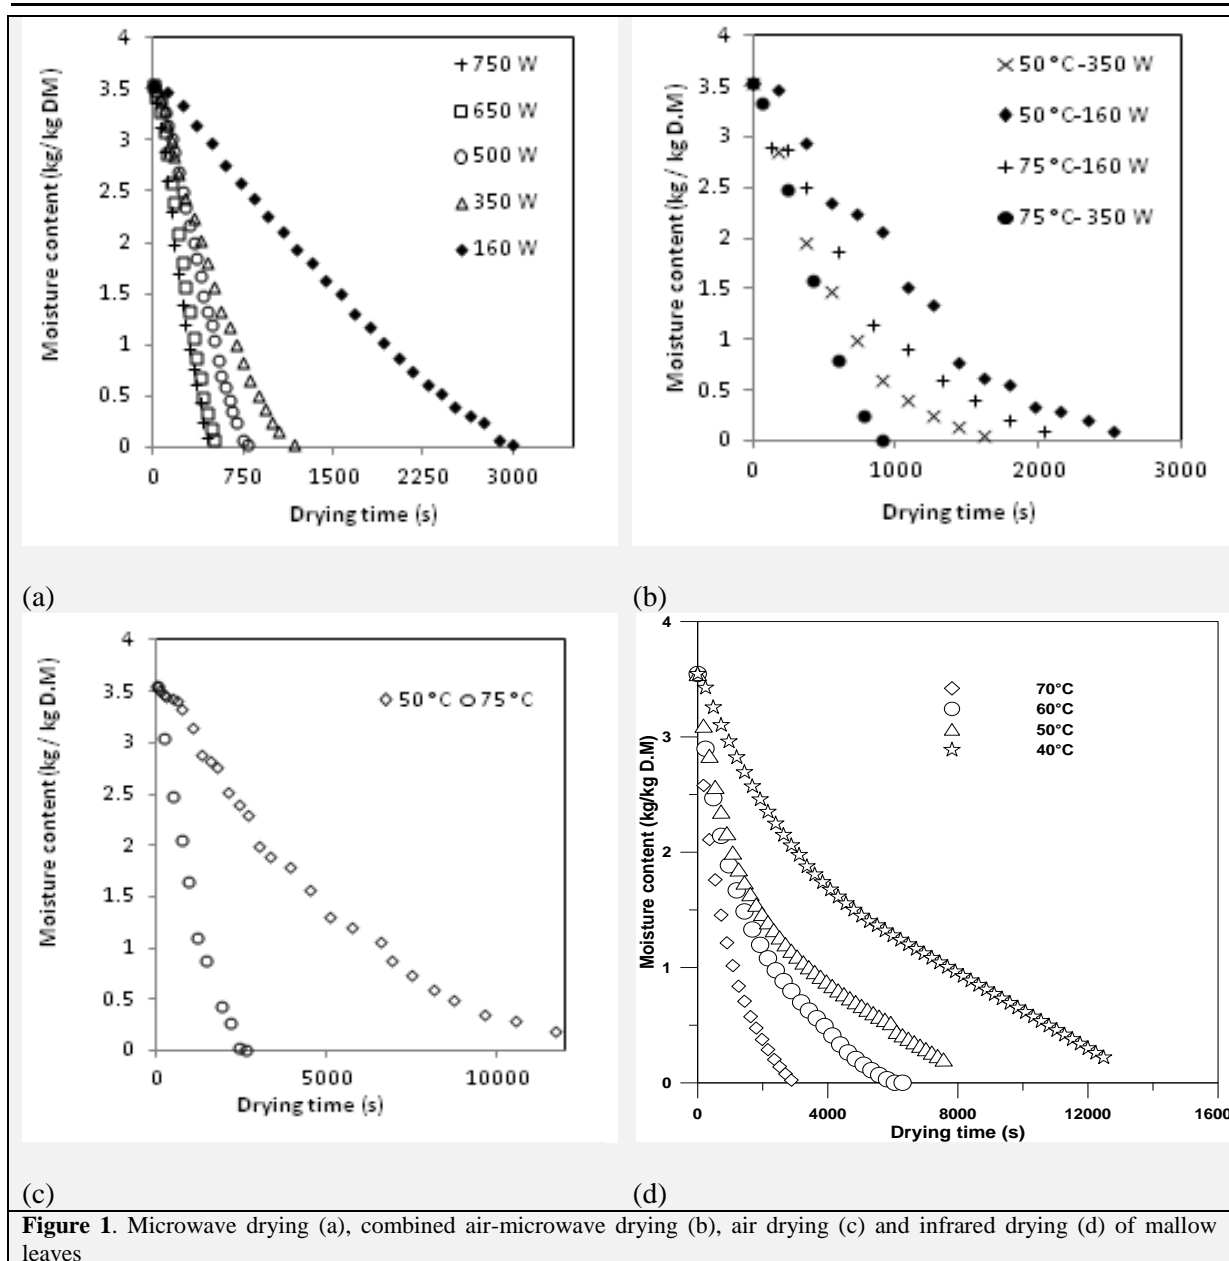 4
3.5
3
2.5
2
1.5
1
0.5
0
Moisture content (kg/ kg DM)
+ 750 W
650 W
500 W
350 W
160 W
0 750 1500 2250 3000
Drying time (s)
(a)
4
3.5
3
2.5
2
1.5
1
0.5
0
Moisture content (kg / kg D.M)
50°C-350 W
50°C-160 W
75°C-160 W
75°C- 350 W
0 1000 2000 3000
Drying time (s)
(b)
4
3.5
3
2.5
2
1.5
1
0.5
0
Moisture content (kg / kg D.M)
50°C 75°C
0 5000 10000
Drying time (s)
(c)
4
3
2
1
0
Moisture content (kg/kg D.M)
70°C
60°C
50°C
40°C
0 4000 8000 12000 1600
Drying time (s)
(d)
Figure 1. Microwave drying (a), combined air-microwave drying (b), air drying (c) and infrared drying (d) of mallow
leaves